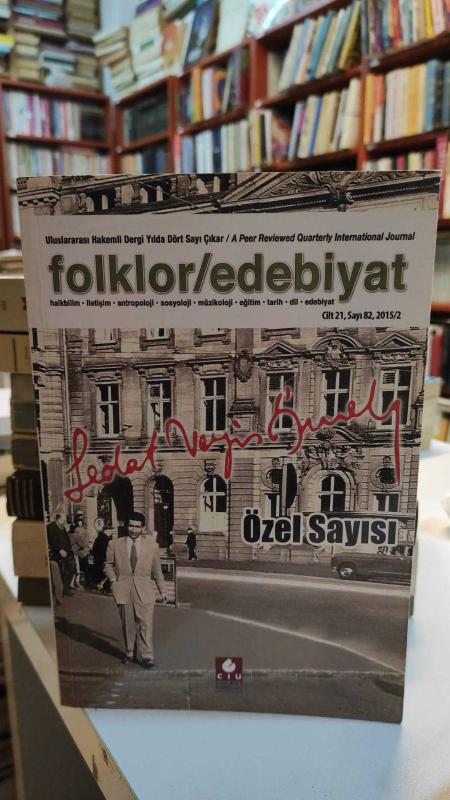 Uluslararası Hakemli Dergi Yılda Dört Sayı Çıkar / A Peer Reviewed Quarterly International Journal
folklor/edebiyat
halkbilim • iletişim • antropoloji • sosyoloji • müzikoloji • eğitim • tarih • dil • edebiyat
Cilt 21, Sayı 82, 2015/2
Sedat Veyis Örnek
Özel Sayısı
CIU